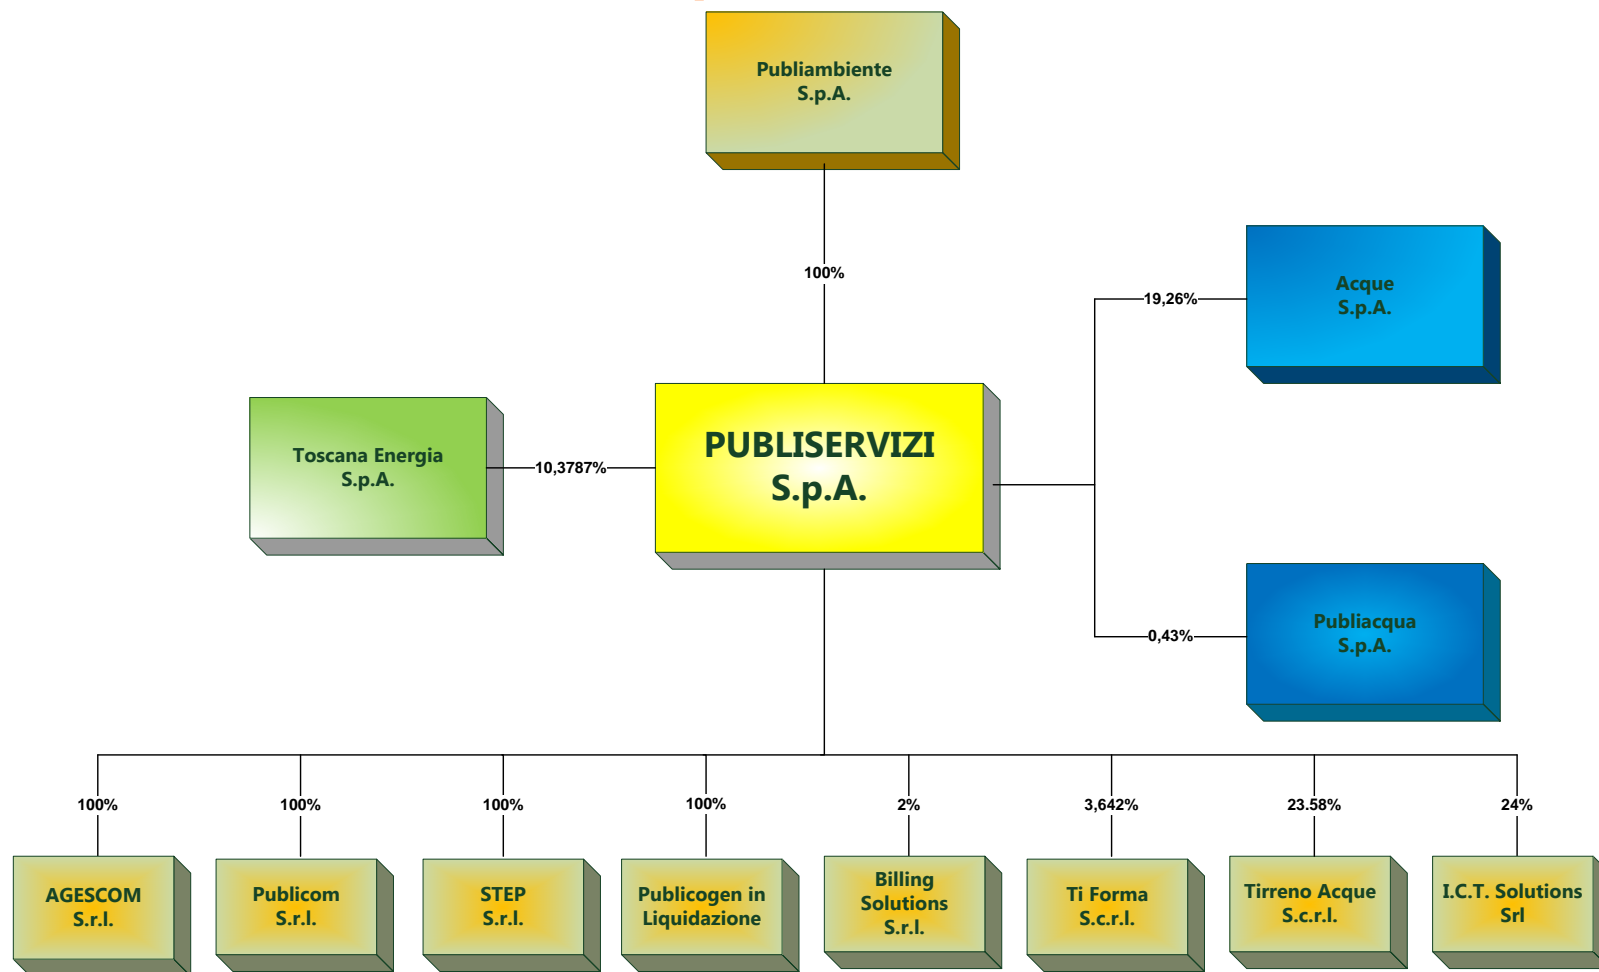 Publiambiente
S.p.A.
100%
Acque
S.p.A.
19,26%
Toscana Energia
S.p.A.
10,3787%
PUBLISERVIZI
S.p.A.
Publiacqua
S.p.A.
0,43%
100%
100%
100%
100%
2%
3,642%
23.58%
24%
AGESCOM
S.r.l.
Publicom
S.r.l.
STEP
S.r.l.
Publicogen in
Liquidazione
Billing
Solutions
S.r.l.
Ti Forma
S.c.r.l.
Tirreno Acque
S.c.r.l.
I.C.T. Solutions
Srl